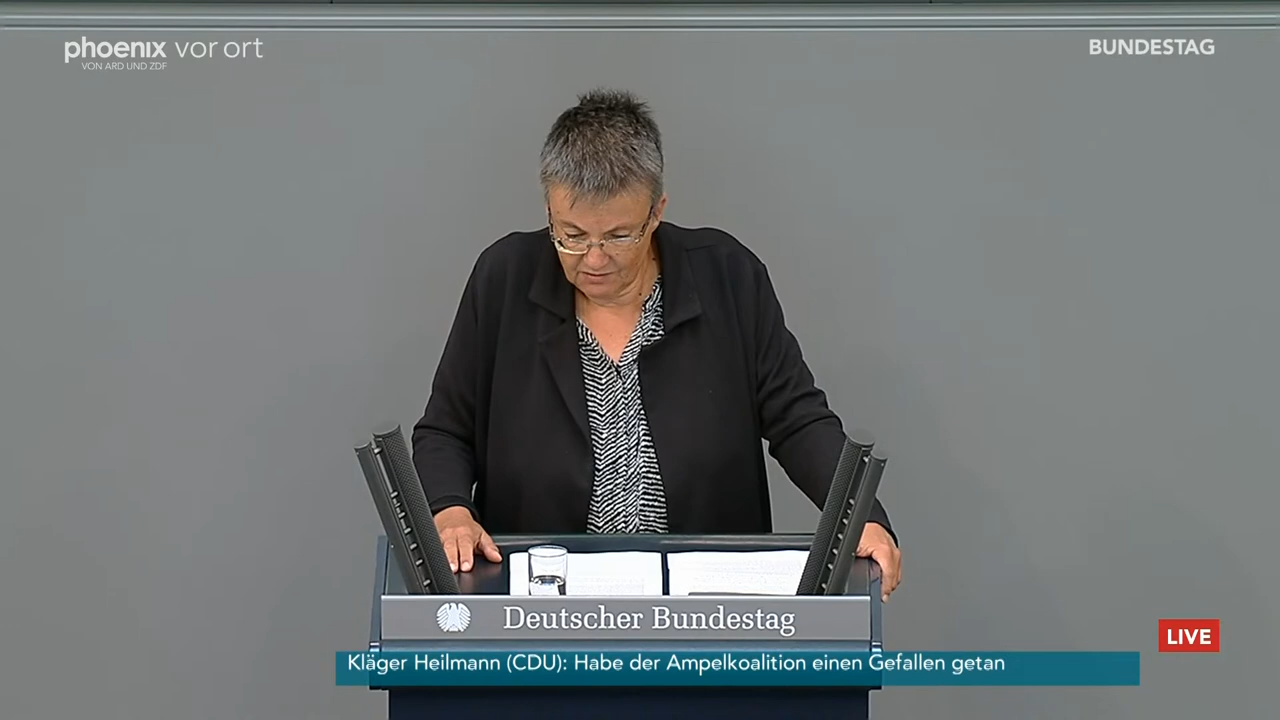 phoenix vor ort
VON ARD UND ZDF
BUNDESTAG
Deutscher Bundestag
LIVE
Kläger Heilmann (CDU): Habe der Ampelkoalition einen Gefallen getan